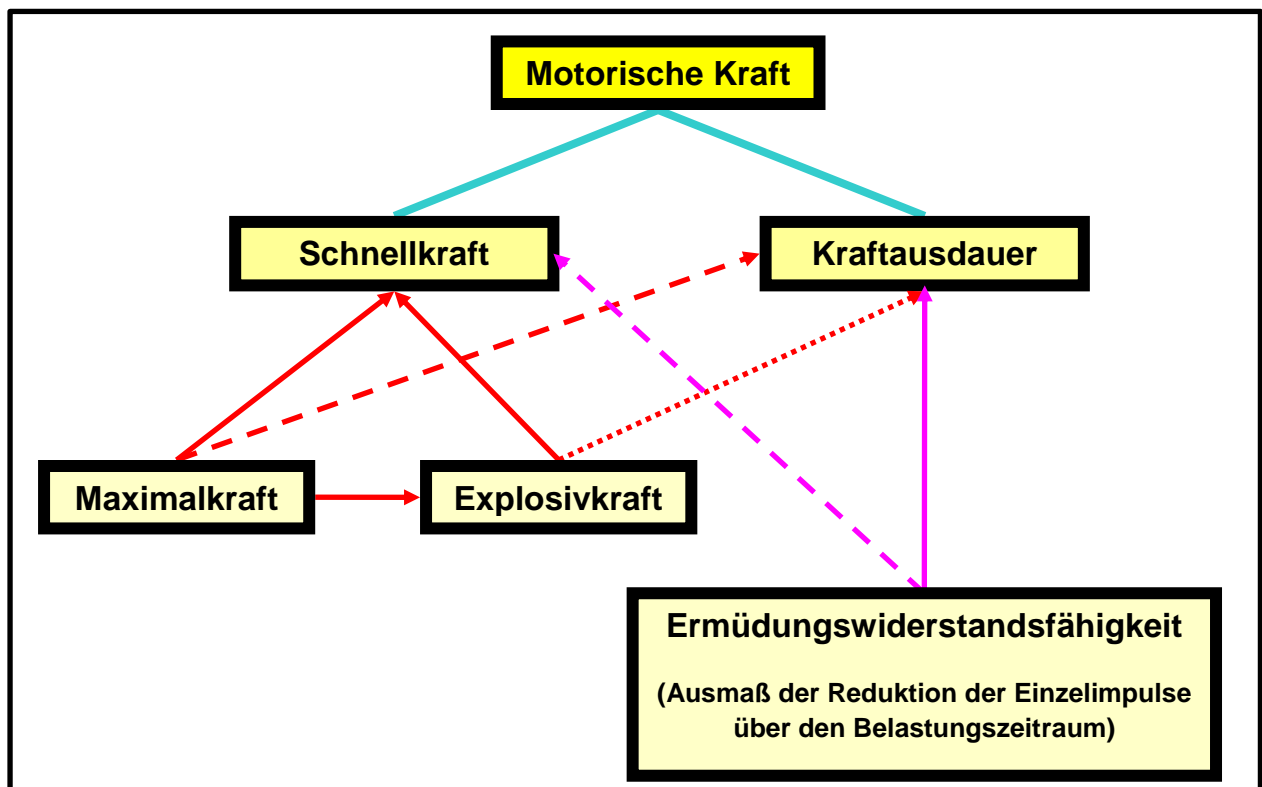 Motorische Kraft
Schnellkraft
Kraftausdauer
Maximalkraft
Explosivkraft
Ermüdungswiderstandsfähigkeit
(Ausmaß der Reduktion der Einzelimpulse
über den Belastungszeitraum)